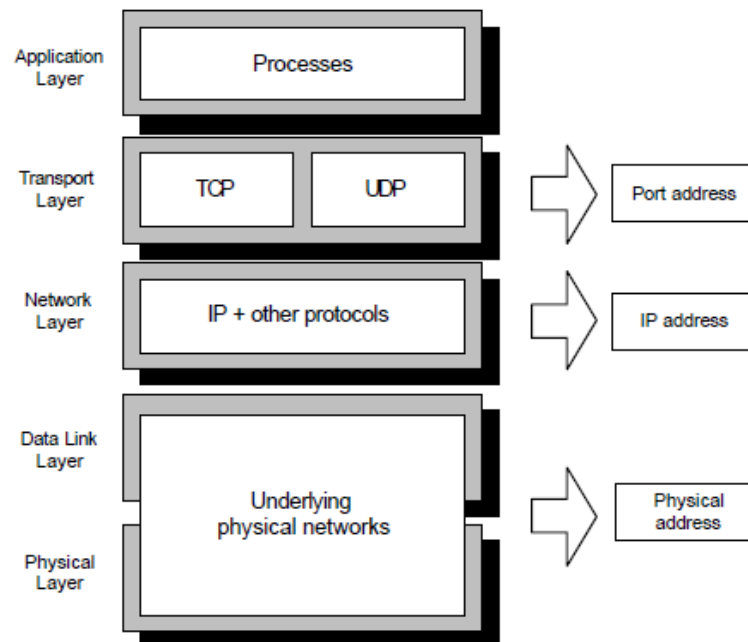 Application
Layer
Processes
Transport
Layer
TCP
UDP
Port address
Network
Layer
IP + other protocols
IP address
Data Link
Layer
Underlying
physical networks
Physical
address
Physical
Layer